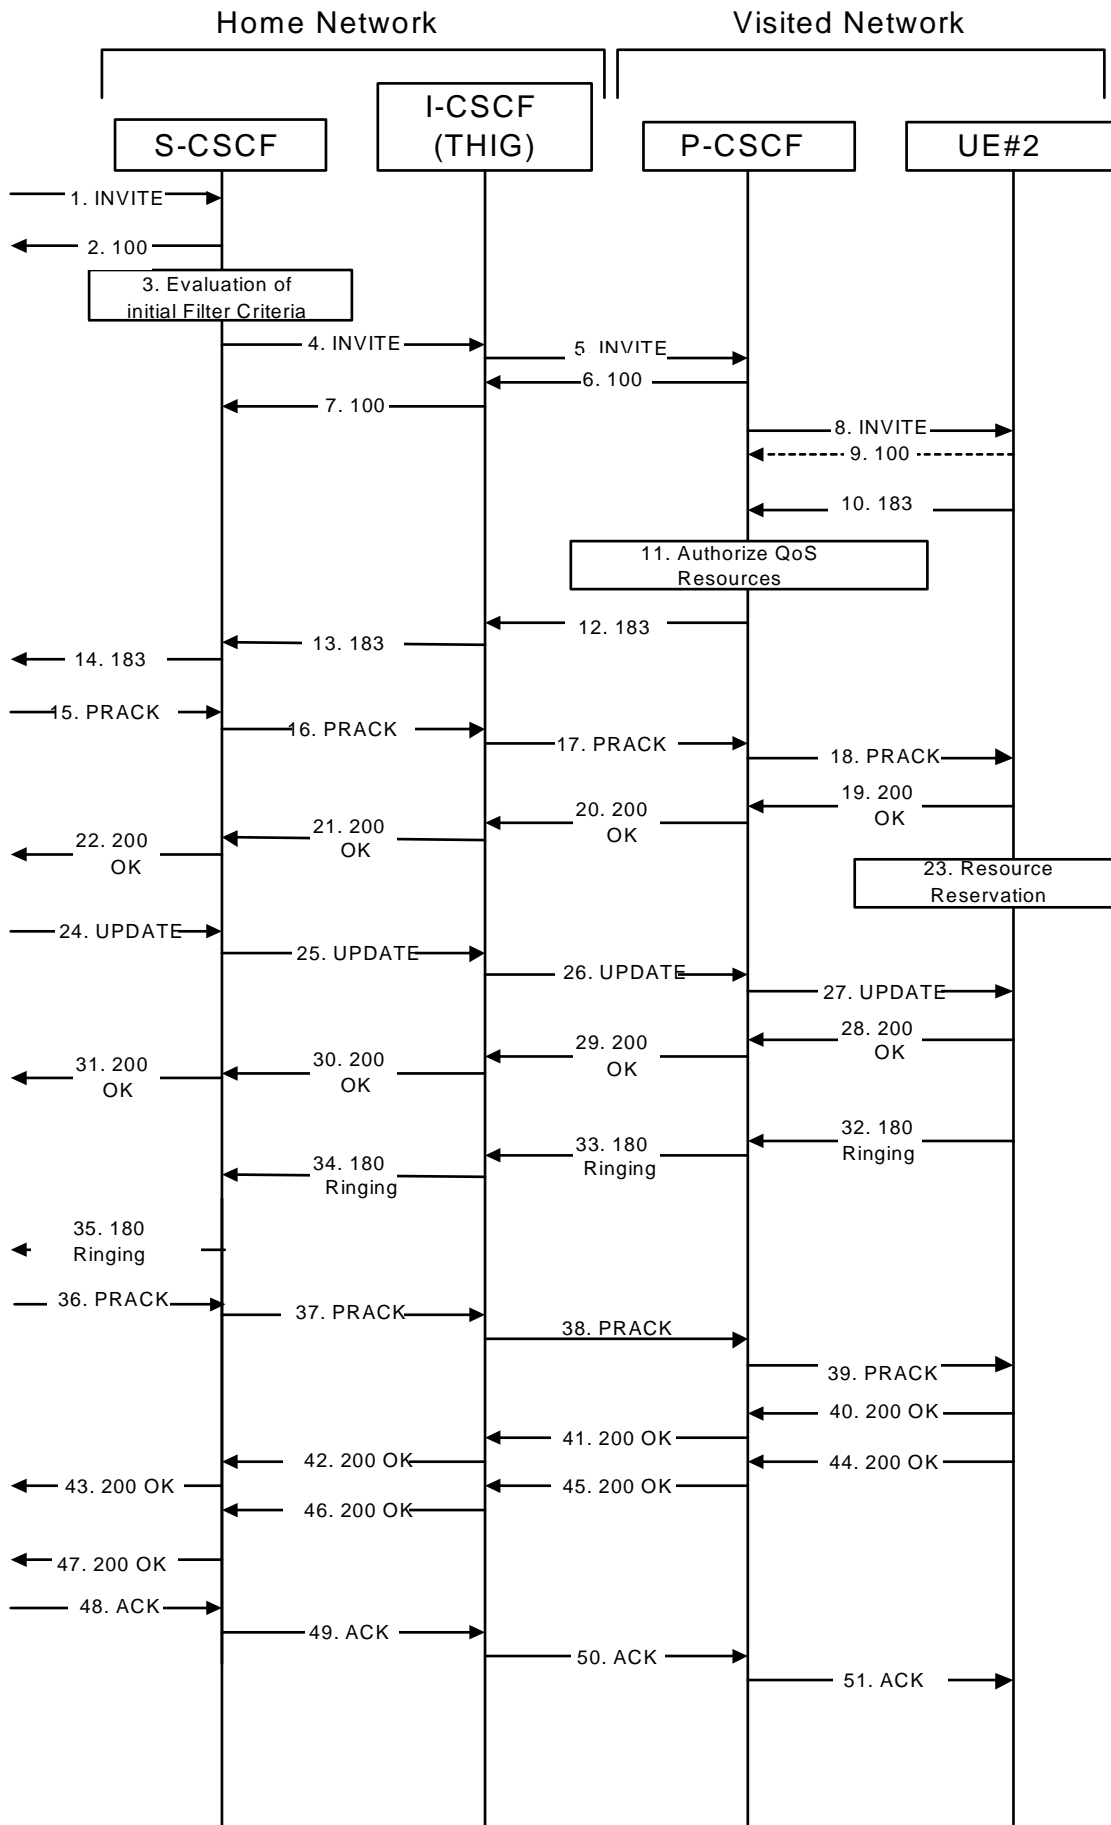 Home Network
Visited Network
S-CSCF
I-CSCF
(THIG)
P-CSCF
UE#2
1. INVITE
2. 100
3. Evaluation of
initial Filter Criteria
4. INVITE
5. INVITE
6. 100
7. 100
8. INVITE
9. 100
10. 183
11. Authorize QoS
Resources
12. 183
13. 183
14. 183
15. PRACK
16. PRACK
17. PRACK
18. PRACK
19. 200
OK
20. 200
OK
21. 200
OK
22. 200
OK
23. Resource
Reservation
24. UPDATE
25. UPDATE
26. UPDATE
27. UPDATE
28. 200
OK
29. 200
OK
30. 200
OK
31. 200
OK
32. 180
Ringing
33. 180
Ringing
34. 180
Ringing
35. 180
Ringing
36. PRACK
37. PRACK
38. PRACK
39. PRACK
40. 200 OK
41. 200 OK
42. 200 OK
43. 200 OK
44. 200 OK
45. 200 OK
46. 200 OK
47. 200 OK
48. ACK
49. ACK
50. ACK
51. ACK